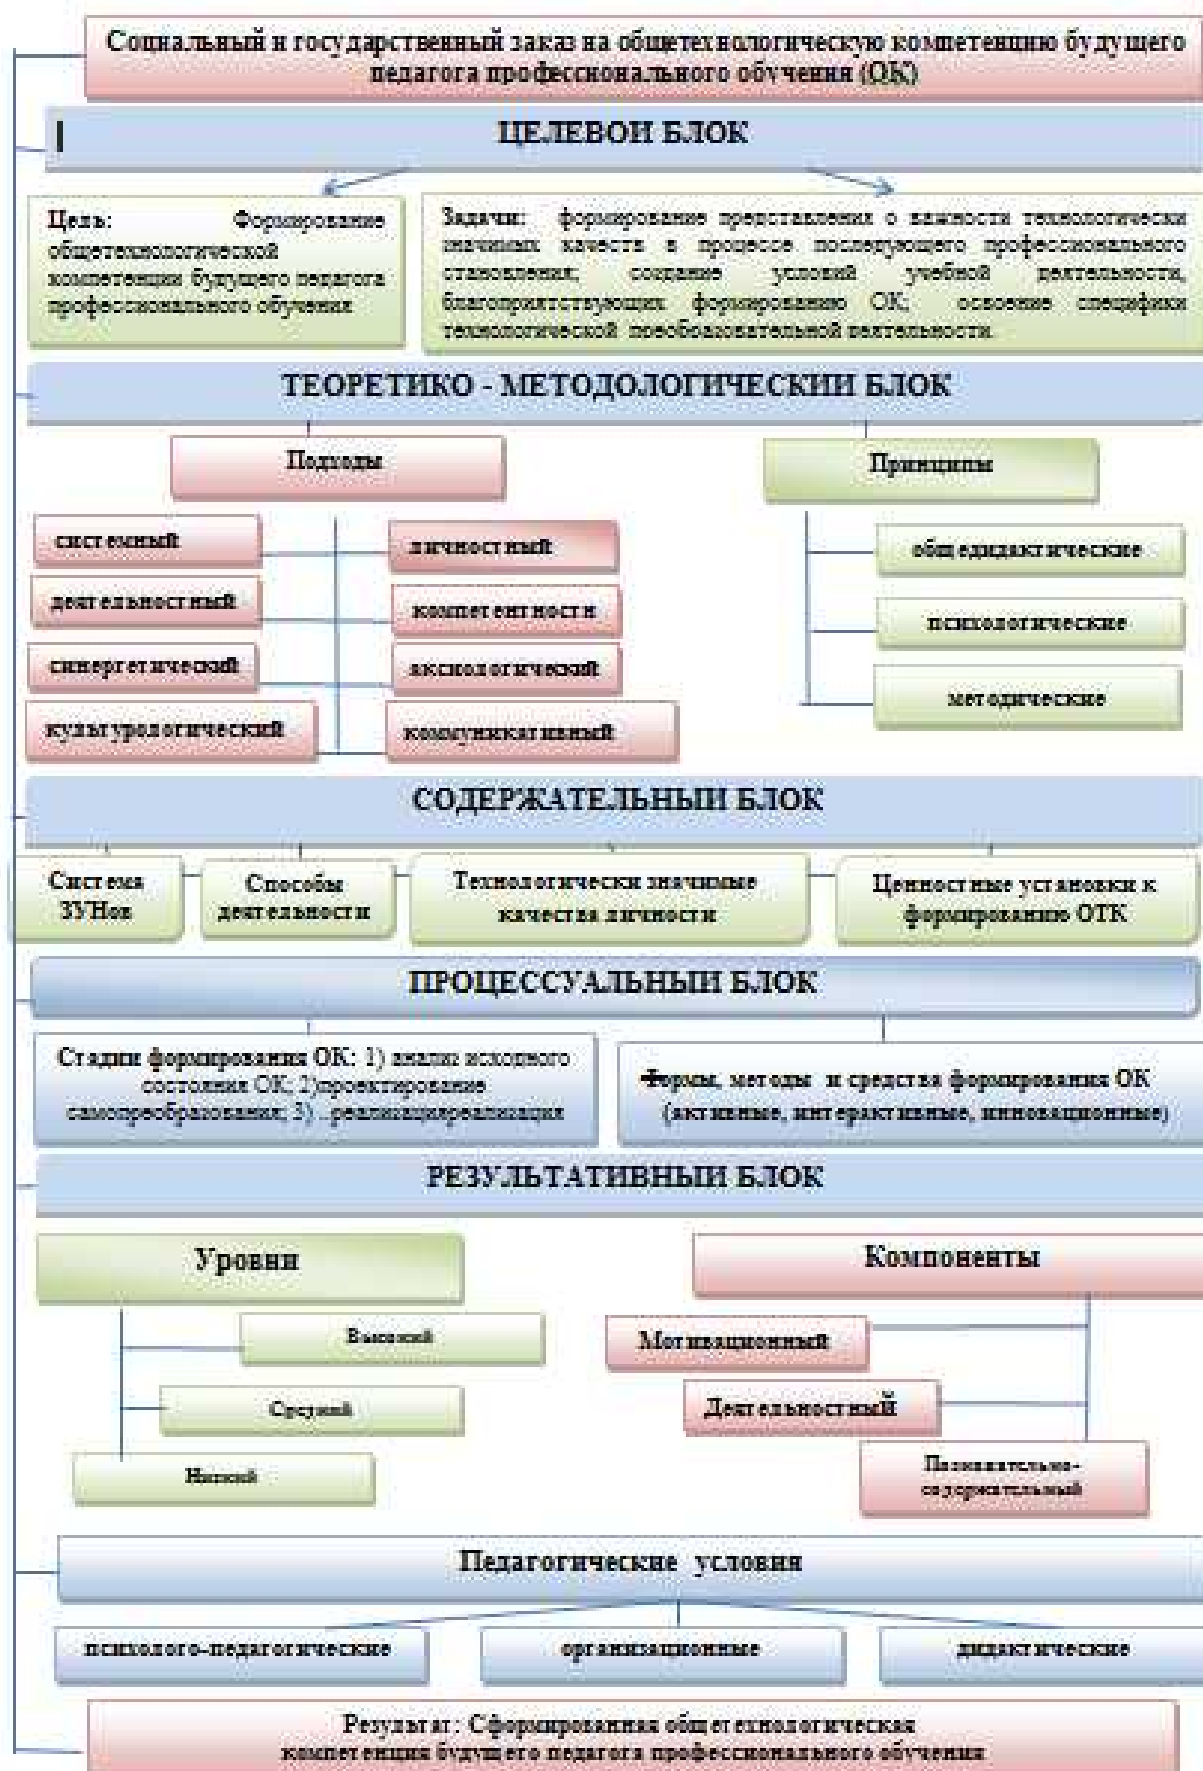 Социальный и государственный заказ на общетехнологическую компетенцию будущего
педагога профессионального обучения (ОК)
ЦЕЛЕВОЙ БЛОК
Цель: Формирование
общетехнологической
компетенции будущего педагога
профессионального обучения
Задачи: формирование представления о важности технологически
значимых качеств в процессе последующего профессионального
становления; создание условий учебной деятельности,
благоприятствующих формированию ОК; освоение специфики
технологической преобразовательной деятельности.
ТЕОРЕТИКО - МЕТОДОЛОГИЧЕСКИЙ БЛОК
Подходы
Принципы
системный
личностный
деятельностный
компетентности
синергетический
аксиологический
культурологический
коммуникативный
общедидактические
психологические
методические
СОДЕРЖАТЕЛЬНЫЙ БЛОК
Система
ЗУНов
Способы
деятельности
Технологически значимые
качества личности
Ценностные установки к
формированию ОТК
ПРОЦЕССУАЛЬНЫЙ БЛОК
Стадии формирования ОК: 1) анализ исходного
состояния ОК; 2)проектирование
самопреобразования; 3) ..реализацияреализация
Формы, методы и средства формирования ОК
(активные, интерактивные, инновационные)
РЕЗУЛЬТАТИВНЫЙ БЛОК
Уровни
Высокий
Средний
Низкий
Компоненты
Мотивационный
Деятельностный
Познавательно-
содержательный
Педагогические условия
психолого-педагогические
организационные
дидактические
Результат: Сформированная общетехнологическая
компетенция будущего педагога профессионального обучения